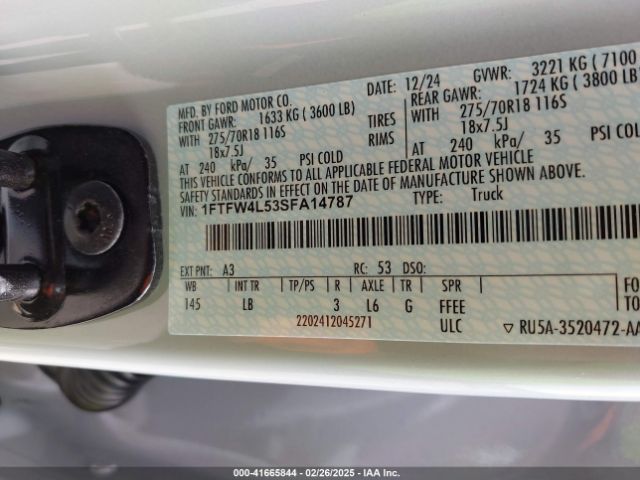 MFD. BY FORD MOTOR CO.
DATE: 12/24 GVWR: 3221 KG ( 7100
FRONT GAWR: 1633 KG ( 3600 LB)
REAR GAWR: 1724 KG ( 3800 LB)
WITH 275/70R18 116S TIRES
WITH 275/70R18 116S
18x7.5J RIMS
18x7.5J
AT 240 kPa/ 35 PSI COLD
AT 240 kPa/ 35 PSI COLD
THIS VEHICLE CONFORMS TO ALL APPLICABLE FEDERAL MOTOR VEHICLE
SAFETY STANDARDS IN EFFECT ON THE DATE OF MANUFACTURE SHOWN ABOVE.
VIN: 1FTFW4L53SFA14787 TYPE: Truck
EXT PNT: A3 RC: 53 DSO:
WB INT TR TP/PS R AXLE TR SPR
145 LB 3 L6 G FFEE
2202412045271 ULC ▽ RU5A-3520472-AA
FO
TO
000-41665844 | 02/26/2025 - IAA Inc.